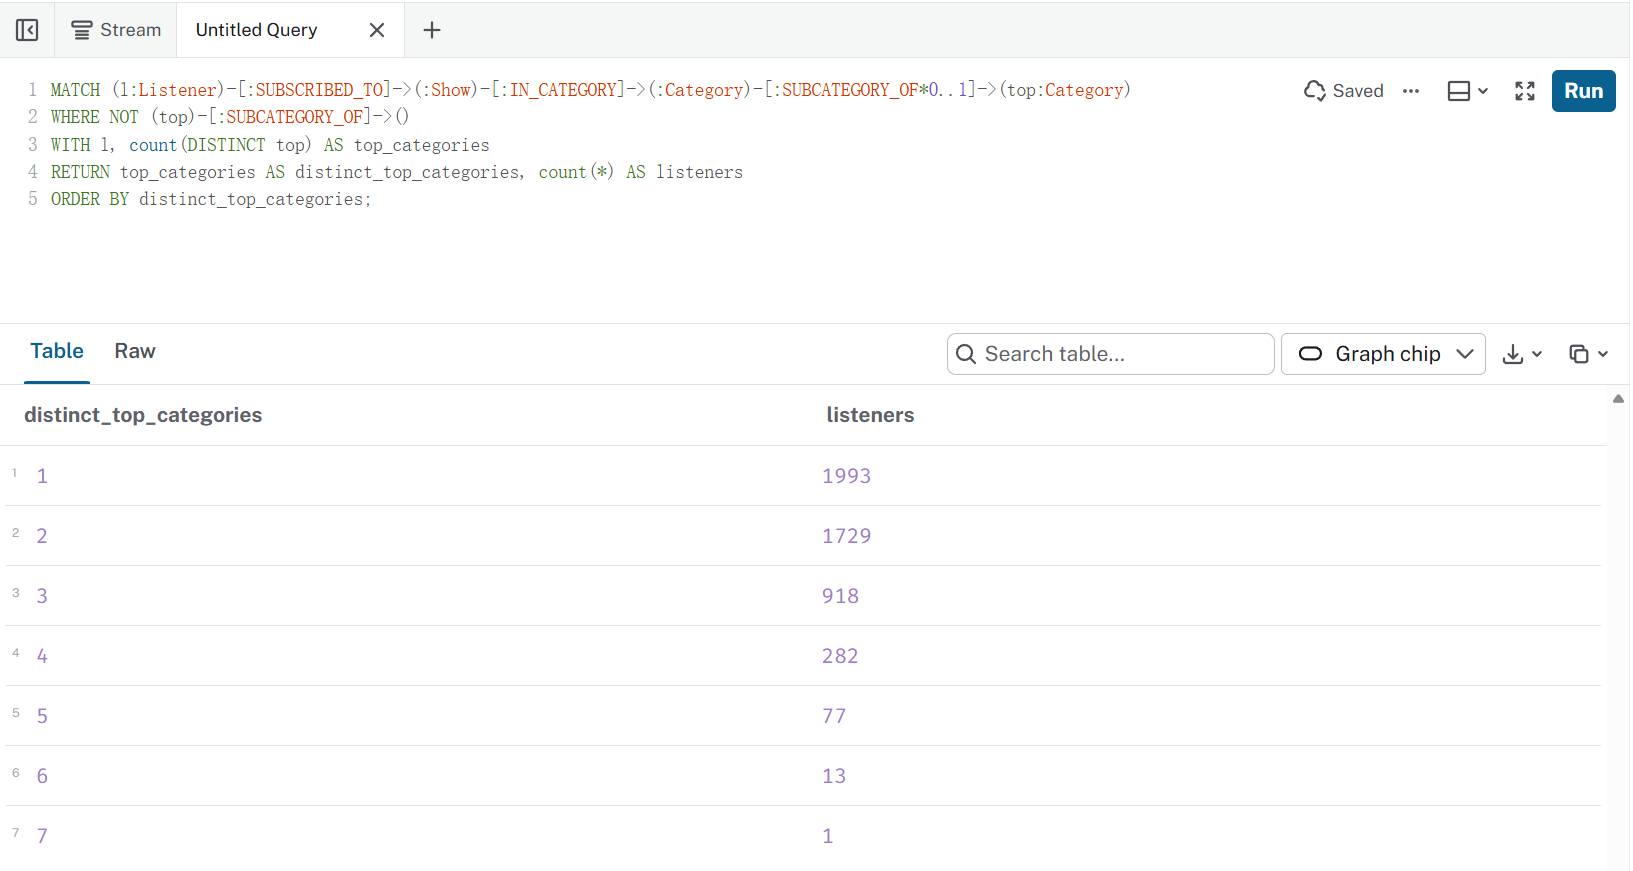 Stream
Untitled Query
1 MATCH (l:Listener)-[:SUBSCRIBED_TO]->(:Show)-[:IN_CATEGORY]->(:Category)-[:SUBCATEGORY_OF*0..1]->(top:Category)
Saved
Run
2 WHERE NOT (top)-[:SUBCATEGORY_OF]->()
3 WITH l, count(DISTINCT top) AS top_categories
4 RETURN top_categories AS distinct_top_categories, count(*) AS listeners
5 ORDER BY distinct_top_categories;
Table
Raw
Search table...
Graph chip
distinct_top_categories listeners
1 1 1993
2 2 1729
3 3 918
4 4 282
5 5 77
6 6 13
7 7 1